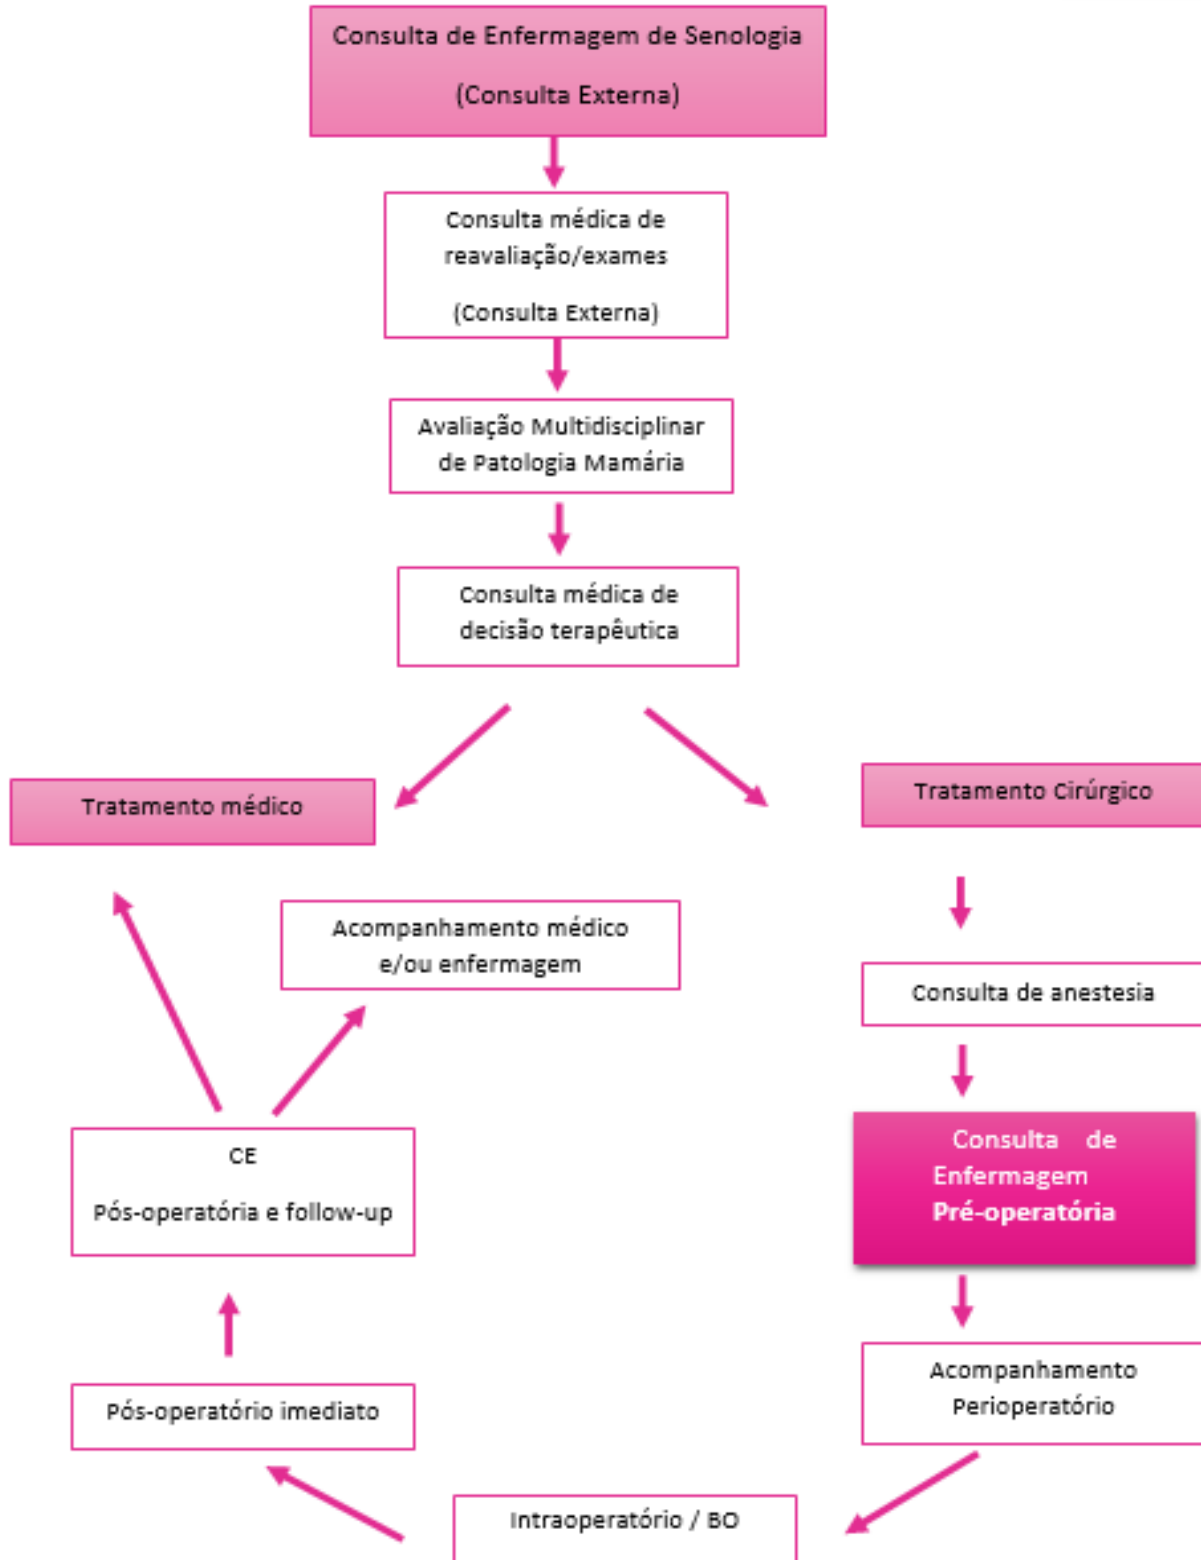 Consulta de Enfermagem de Senologia
(Consulta Externa)
Consulta médica de
reavaliação/exames
(Consulta Externa)
Avaliação Multidisciplinar
de Patologia Mamária
Consulta médica de
decisão terapêutica
Tratamento médico
Tratamento Cirúrgico
Acompanhamento médico
e/ou enfermagem
Consulta de anestesia
CE
Pós-operatória e follow-up
Consulta de
Enfermagem
Pré-operatória
Pós-operatório imediato
Acompanhamento
Perioperatório
Intraoperatório / BO